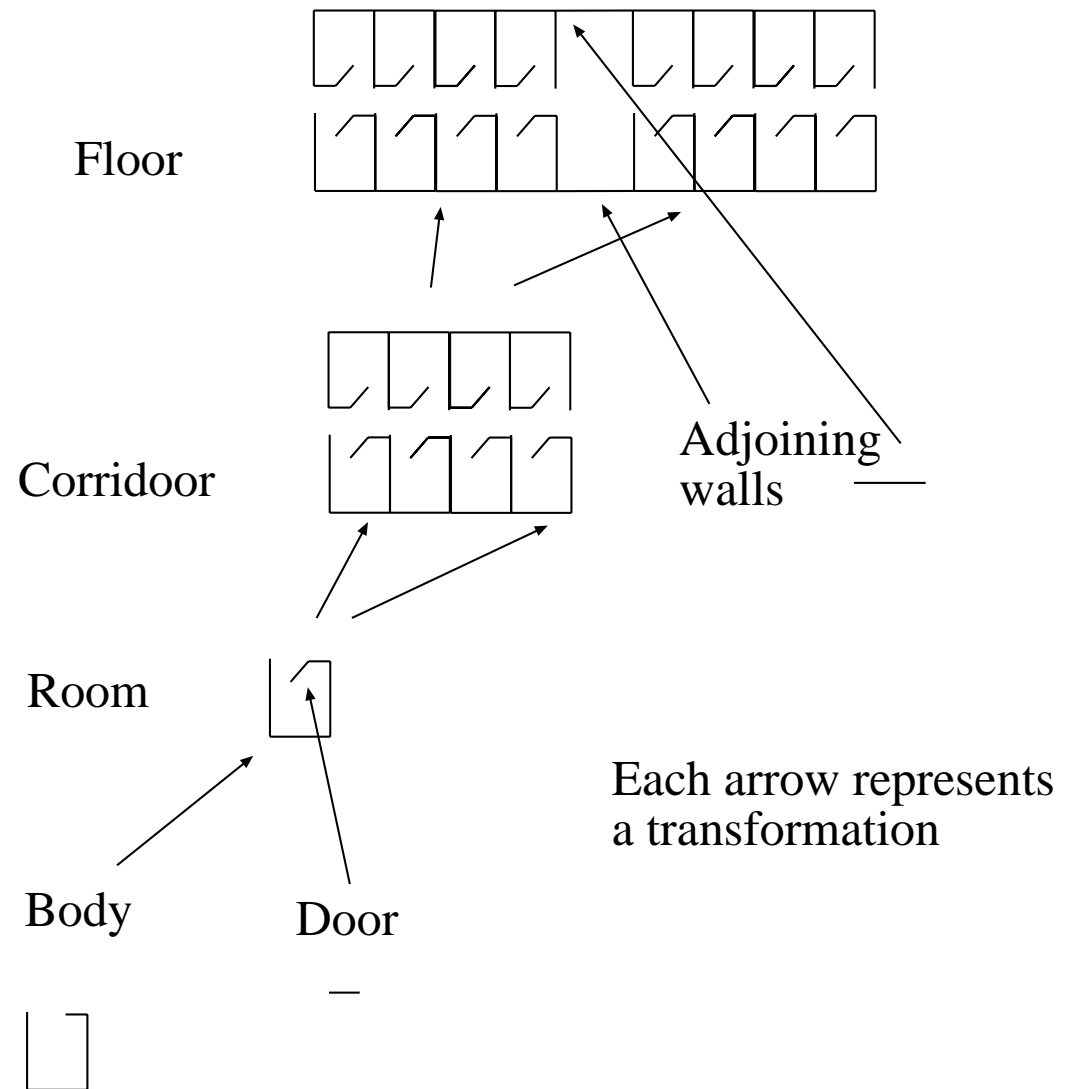 Floor
Adjoining
walls
Corridoor
Room
Each arrow represents
a transformation
Body
Door